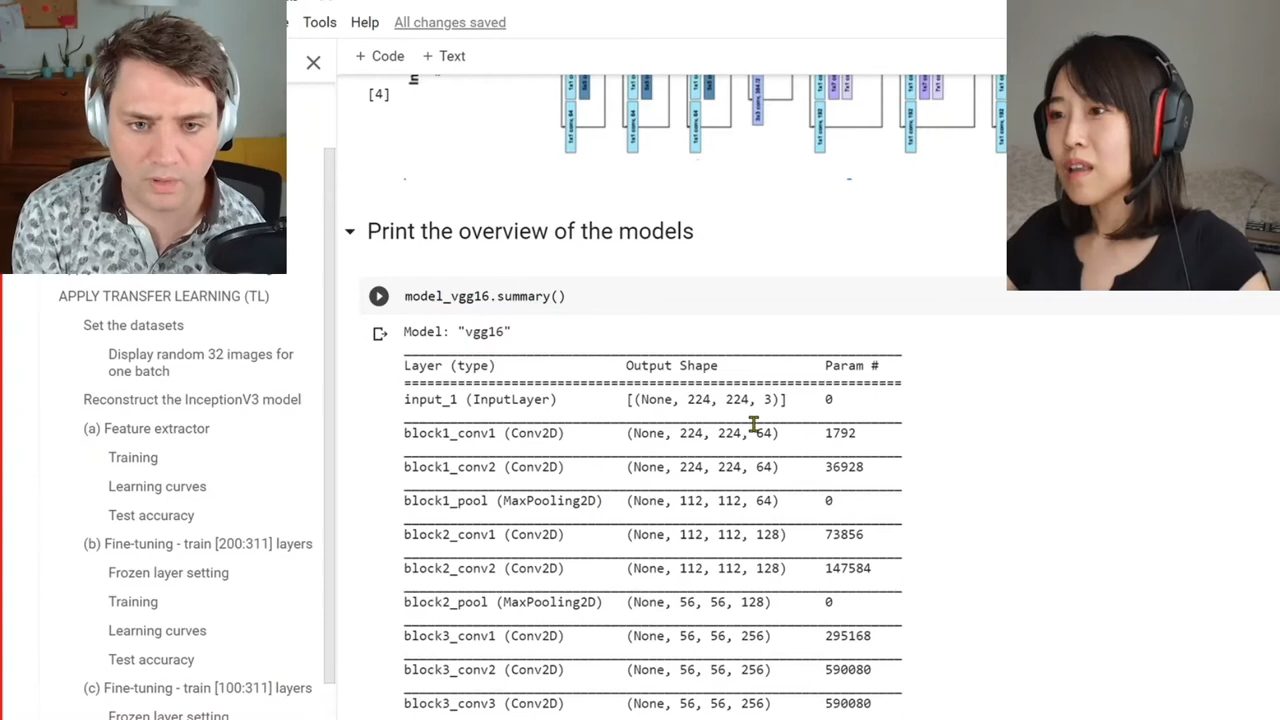 Tools Help All changes saved
+ Code + Text
[4]
Print the overview of the models
APPLY TRANSFER LEARNING (TL)
Set the datasets
Display random 32 images for
one batch
Reconstruct the InceptionV3 model
(a) Feature extractor
Training
Learning curves
Test accuracy
(b) Fine-tuning - train [200:311] layers
Frozen layer setting
Training
Learning curves
Test accuracy
(c) Fine-tuning - train [100:311] layers
Frozen layer setting
model_vgg16.summary()
Model: "vgg16"
Layer (type) Output Shape Param #
input_1 (InputLayer) [(None, 224, 224, 3)] 0
block1_conv1 (Conv2D) (None, 224, 224, 64) 1792
block1_conv2 (Conv2D) (None, 224, 224, 64) 36928
block1_pool (MaxPooling2D) (None, 112, 112, 64) 0
block2_conv1 (Conv2D) (None, 112, 112, 128) 73856
block2_conv2 (Conv2D) (None, 112, 112, 128) 147584
block2_pool (MaxPooling2D) (None, 56, 56, 128) 0
block3_conv1 (Conv2D) (None, 56, 56, 256) 295168
block3_conv2 (Conv2D) (None, 56, 56, 256) 590080
block3_conv3 (Conv2D) (None, 56, 56, 256) 590080